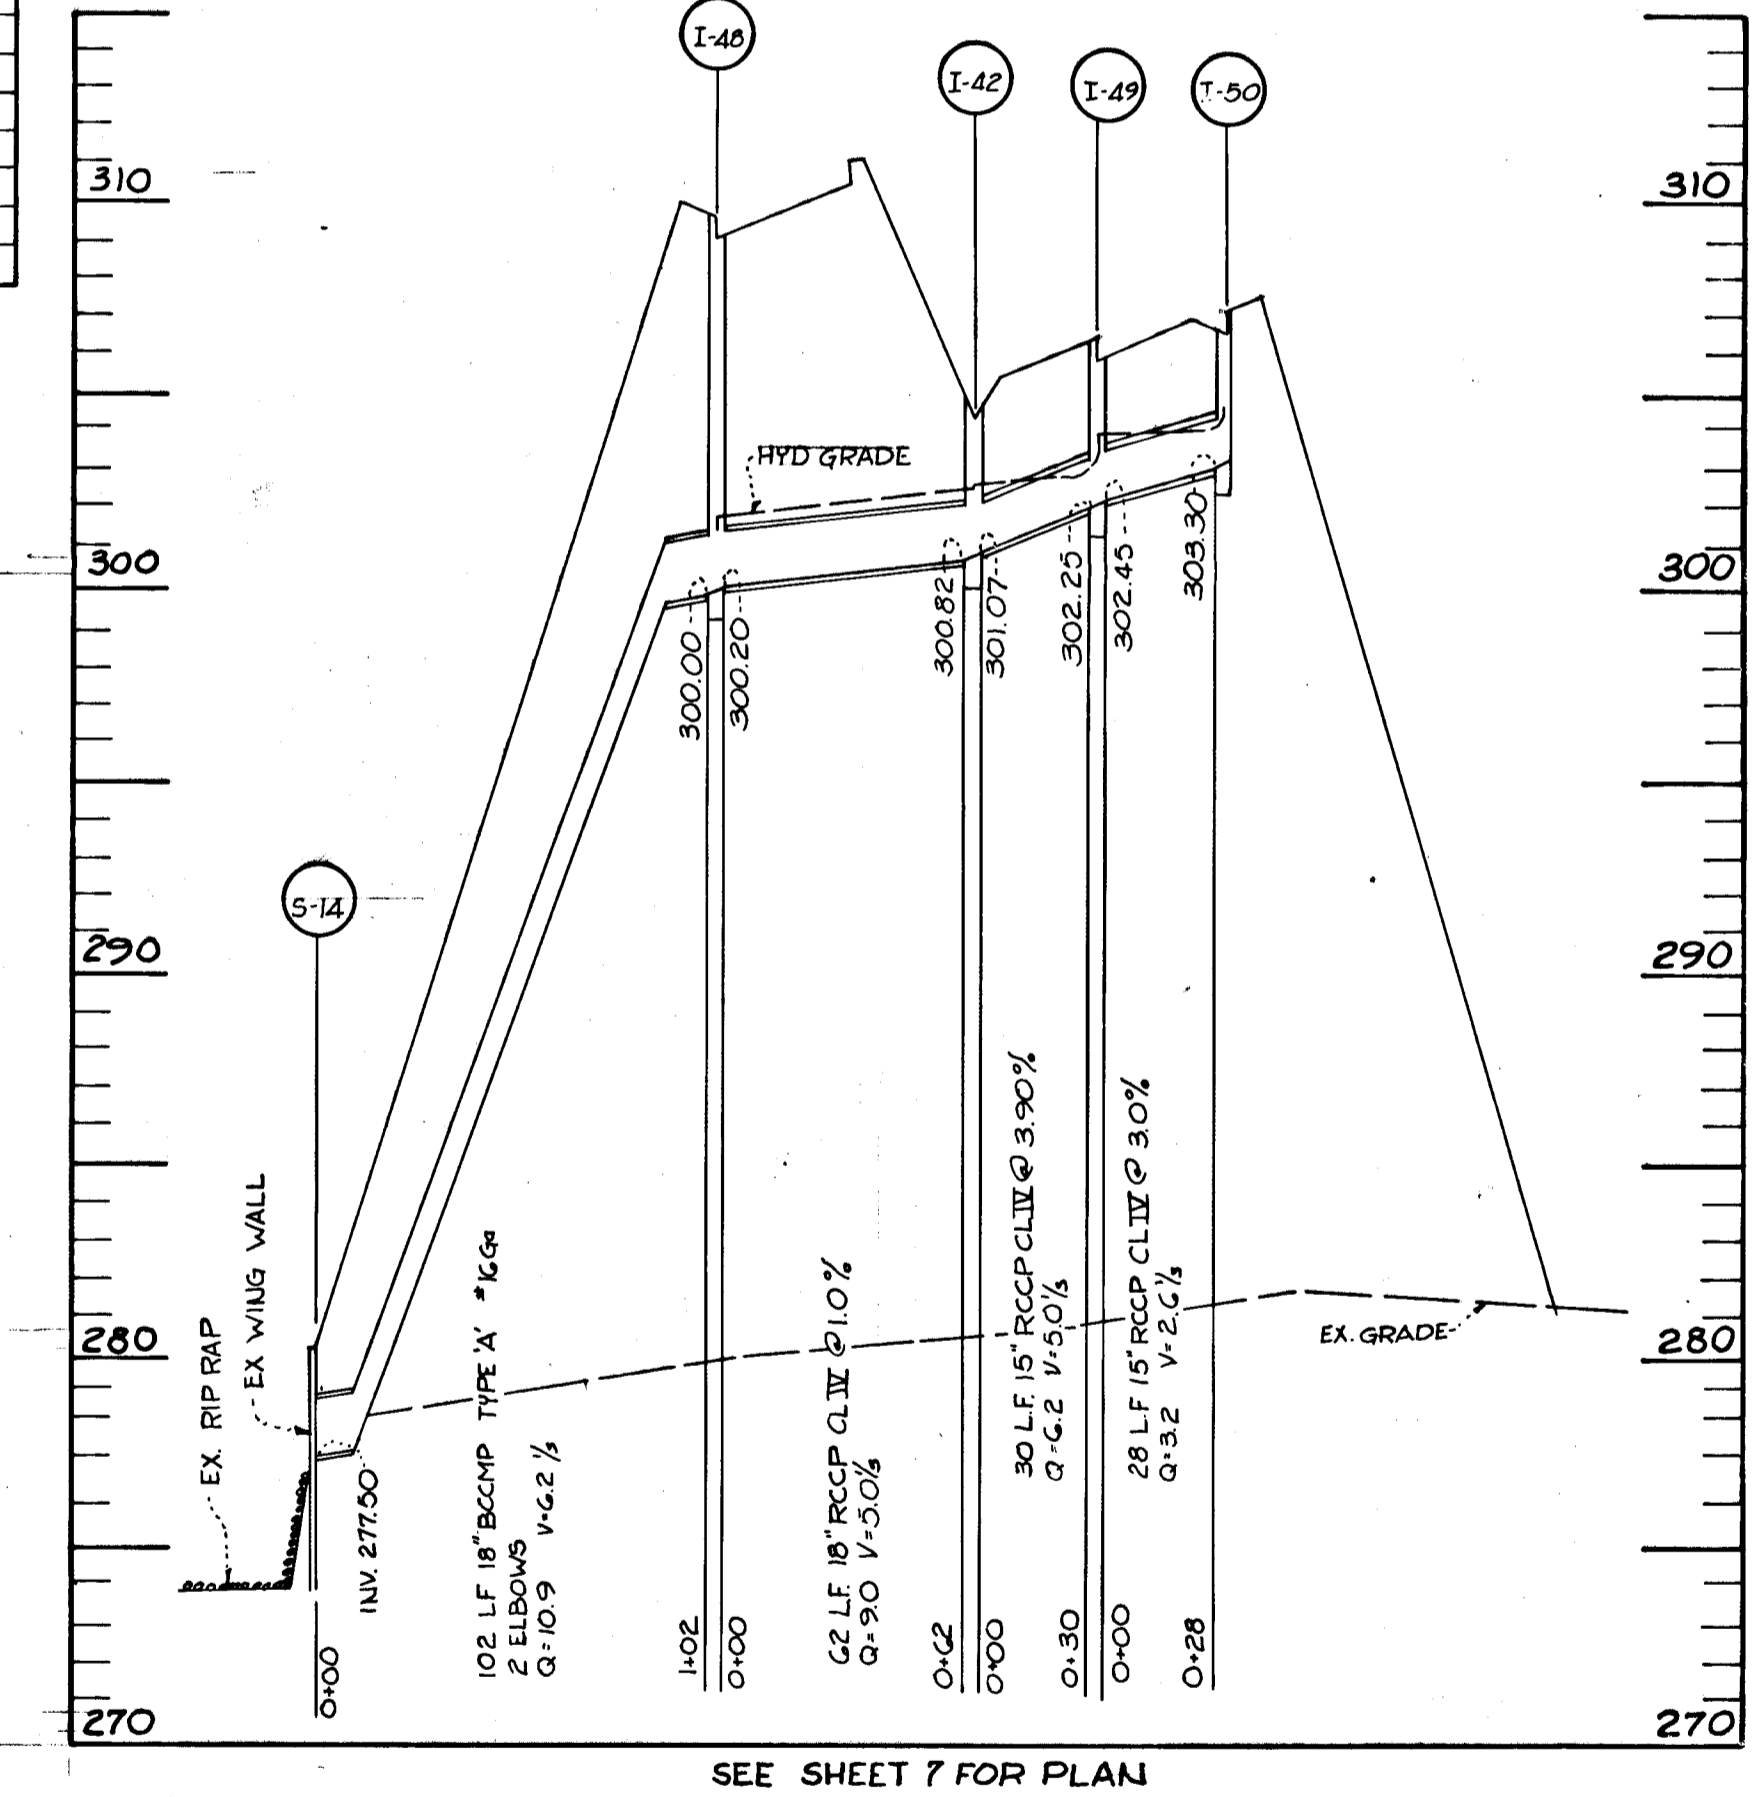 I-48
I-42
I-49
I-50
310
310
HYD GRADE
300
300
300.00
300.20
300.82
301.07
302.25
302.45
303.30
S-14
290
290
280
280
EX. RIP RAP
EX WING WALL
INV. 277.50
102 LF 18" BCCMP TYPE 'A' #16Ga
2 ELBOWS
Q=10.9 V=6.2 '/s
62 L.F. 18" RCCP CL IV @ 1.0%
Q=9.0 V=5.0'/s
30 L.F. 15" RCCP CL IV @ 3.90%
Q=6.2 V=5.0'/s
28 L.F 15" RCCP CL IV @ 3.0%
Q=3.2 V=2.6'/s
EX. GRADE
0+00
1+02
0+00
0+62
0+00
0+30
0+00
0+28
270
270
SEE SHEET 7 FOR PLAN